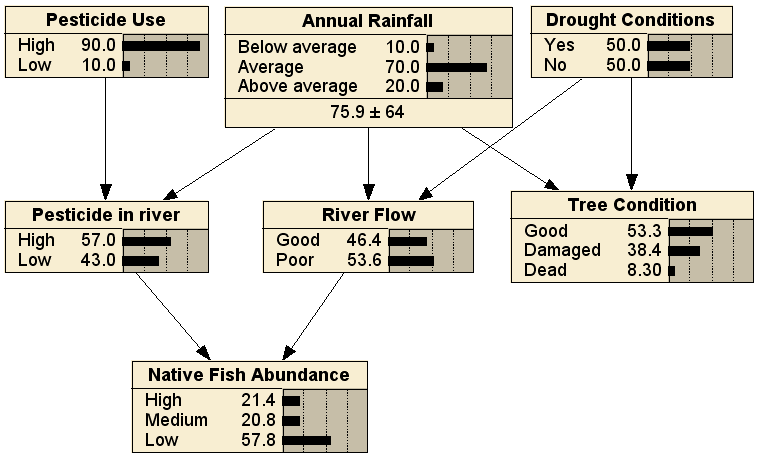 Pesticide Use
High 90.0
Low 10.0
Annual Rainfall
Below average 10.0
Average 70.0
Above average 20.0
75.9 ± 64
Drought Conditions
Yes 50.0
No 50.0
Pesticide in river
High 57.0
Low 43.0
River Flow
Good 46.4
Poor 53.6
Tree Condition
Good 53.3
Damaged 38.4
Dead 8.30
Native Fish Abundance
High 21.4
Medium 20.8
Low 57.8